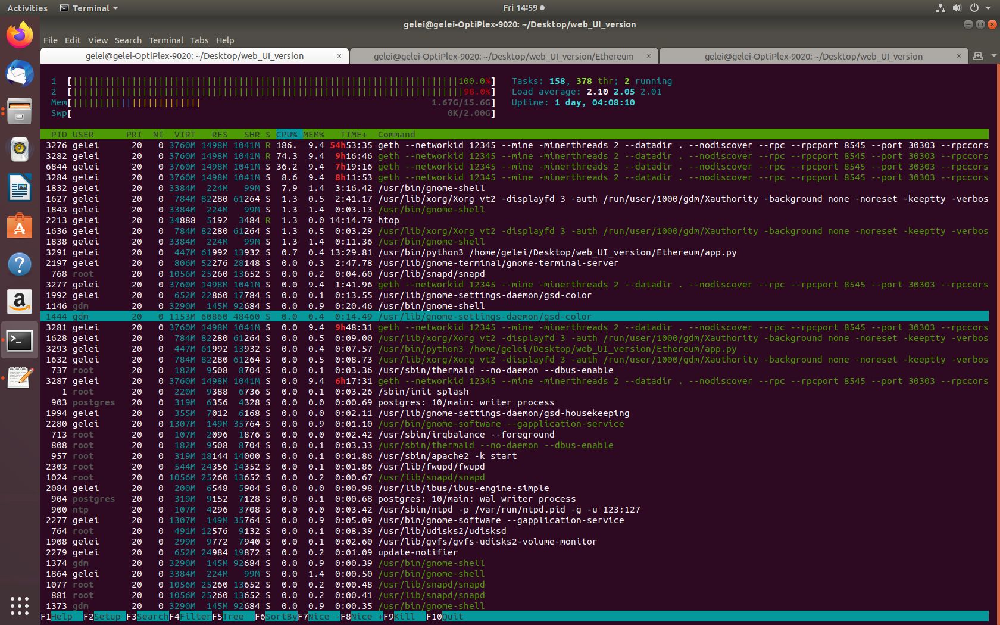 Activities Terminal Fri 14:59
gelei@gelei-OptiPlex-9020: ~/Desktop/web_UI_version
File Edit View Search Terminal Tabs Help
gelei@gelei-OptiPlex-9020: ~/Desktop/web_UI_version × gelei@gelei-OptiPlex-9020: ~/Desktop/web_UI_version/Ethereum × gelei@gelei-OptiPlex-9020: ~/Desktop/web_UI_version ×
1 [||||||||||||||||||||||||||||||||||||||||||||||||||||||||||||||||||||||||100.0%] Tasks: 158, 378 thr; 2 running
2 [|||||||||||||||||||||||||||||||||||||||||||||||||||||||||||||||||||||||||98.0%] Load average: 2.10 2.05 2.01
Mem[|||||||||||||||||||||||| 1.67G/15.6G] Uptime: 1 day, 04:08:10
Swp[ 0K/2.00G]
PID USER PRI NI VIRT RES SHR S CPU% MEM% TIME+ Command
3276 gelei 20 0 3760M 1498M 1041M R 186. 9.4 54h53:35 geth --networkid 12345 --mine -minerthreads 2 --datadir . --nodiscover --rpc --rpcport 8545 --port 30303 --rpccors
3282 gelei 20 0 3760M 1498M 1041M R 74.3 9.4 9h16:46 geth --networkid 12345 --mine -minerthreads 2 --datadir . --nodiscover --rpc --rpcport 8545 --port 30303 --rpccors
6844 gelei 20 0 3760M 1498M 1041M S 36.2 9.4 7h19:16 geth --networkid 12345 --mine -minerthreads 2 --datadir . --nodiscover --rpc --rpcport 8545 --port 30303 --rpccors
3284 gelei 20 0 3760M 1498M 1041M S 8.6 9.4 8h11:53 geth --networkid 12345 --mine -minerthreads 2 --datadir . --nodiscover --rpc --rpcport 8545 --port 30303 --rpccors
1832 gelei 20 0 3384M 224M 99M S 7.9 1.4 3:16.42 /usr/bin/gnome-shell
1627 gelei 20 0 784M 82280 61264 S 1.3 0.5 2:41.17 /usr/lib/xorg/Xorg vt2 -displayfd 3 -auth /run/user/1000/gdm/Xauthority -background none -noreset -keeptty -verbos
1843 gelei 20 0 3384M 224M 99M S 1.3 1.4 0:03.13 /usr/bin/gnome-shell
2213 gelei 20 0 34888 5192 3484 R 1.3 0.0 14:14.79 htop
1636 gelei 20 0 784M 82280 61264 S 1.3 0.5 0:03.29 /usr/lib/xorg/Xorg vt2 -displayfd 3 -auth /run/user/1000/gdm/Xauthority -background none -noreset -keeptty -verbos
1838 gelei 20 0 3384M 224M 99M S 1.3 1.4 0:11.36 /usr/bin/gnome-shell
3291 gelei 20 0 447M 61992 13932 S 0.7 0.4 13:29.81 /usr/bin/python3 /home/gelei/Desktop/web_UI_version/Ethereum/app.py
2197 gelei 20 0 806M 52276 28148 S 0.0 0.3 2:47.78 /usr/lib/gnome-terminal/gnome-terminal-server
768 root 20 0 1056M 25260 13652 S 0.0 0.2 0:04.60 /usr/lib/snapd/snapd
3277 gelei 20 0 3760M 1498M 1041M S 0.0 9.4 1:41.96 geth --networkid 12345 --mine -minerthreads 2 --datadir . --nodiscover --rpc --rpcport 8545 --port 30303 --rpccors
1992 gelei 20 0 652M 22860 17784 S 0.0 0.1 0:13.55 /usr/lib/gnome-settings-daemon/gsd-color
1146 gdm 20 0 3290M 145M 92684 S 0.0 0.9 0:20.46 /usr/bin/gnome-shell
1444 gdm 20 0 1153M 60860 48460 S 0.0 0.4 0:14.49 /usr/lib/gnome-settings-daemon/gsd-color
3281 gelei 20 0 3760M 1498M 1041M S 0.0 9.4 9h48:31 geth --networkid 12345 --mine -minerthreads 2 --datadir . --nodiscover --rpc --rpcport 8545 --port 30303 --rpccors
1628 gelei 20 0 784M 82280 61264 S 0.0 0.5 0:09.00 /usr/lib/xorg/Xorg vt2 -displayfd 3 -auth /run/user/1000/gdm/Xauthority -background none -noreset -keeptty -verbos
3293 gelei 20 0 447M 61992 13932 S 0.0 0.4 0:07.57 /usr/bin/python3 /home/gelei/Desktop/web_UI_version/Ethereum/app.py
1632 gelei 20 0 784M 82280 61264 S 0.0 0.5 0:08.73 /usr/lib/xorg/Xorg vt2 -displayfd 3 -auth /run/user/1000/gdm/Xauthority -background none -noreset -keeptty -verbos
737 root 20 0 182M 9508 8704 S 0.0 0.1 0:03.36 /usr/sbin/thermald --no-daemon --dbus-enable
3287 gelei 20 0 3760M 1498M 1041M S 0.0 9.4 6h17:31 geth --networkid 12345 --mine -minerthreads 2 --datadir . --nodiscover --rpc --rpcport 8545 --port 30303 --rpccors
1 root 20 0 220M 9388 6736 S 0.0 0.1 0:03.26 /sbin/init splash
903 postgres 20 0 319M 6356 4328 S 0.0 0.0 0:00.69 postgres: 10/main: writer process
1994 gelei 20 0 355M 7012 6168 S 0.0 0.0 0:02.11 /usr/lib/gnome-settings-daemon/gsd-housekeeping
2280 gelei 20 0 1307M 149M 35764 S 0.0 0.9 0:01.10 /usr/bin/gnome-software --gapplication-service
713 root 20 0 107M 2096 1876 S 0.0 0.0 0:02.42 /usr/sbin/irqbalance --foreground
808 root 20 0 182M 9508 8704 S 0.0 0.1 0:03.33 /usr/sbin/thermald --no-daemon --dbus-enable
957 root 20 0 319M 18144 14000 S 0.0 0.1 0:01.86 /usr/sbin/apache2 -k start
2303 root 20 0 544M 24356 14352 S 0.0 0.1 0:01.86 /usr/lib/fwupd/fwupd
1024 root 20 0 1056M 25260 13652 S 0.0 0.2 0:00.67 /usr/lib/snapd/snapd
2084 gelei 20 0 200M 6548 5904 S 0.0 0.0 0:00.98 /usr/lib/ibus/ibus-engine-simple
904 postgres 20 0 319M 9152 7128 S 0.0 0.1 0:00.68 postgres: 10/main: wal writer process
900 ntp 20 0 107M 4296 3708 S 0.0 0.0 0:03.42 /usr/sbin/ntpd -p /var/run/ntpd.pid -g -u 123:127
2277 gelei 20 0 1307M 149M 35764 S 0.0 0.9 0:05.09 /usr/bin/gnome-software --gapplication-service
764 root 20 0 491M 12576 9132 S 0.0 0.1 0:08.39 /usr/lib/udisks2/udisksd
1908 gelei 20 0 299M 9772 7940 S 0.0 0.1 0:02.60 /usr/lib/gvfs/gvfs-udisks2-volume-monitor
2279 gelei 20 0 652M 24984 19872 S 0.0 0.2 0:01.09 update-notifier
1374 gdm 20 0 3290M 145M 92684 S 0.0 0.9 0:00.39 /usr/bin/gnome-shell
1864 gelei 20 0 3384M 224M 99M S 0.0 1.4 0:00.50 /usr/bin/gnome-shell
1077 root 20 0 1056M 25260 13652 S 0.0 0.2 0:00.48 /usr/lib/snapd/snapd
881 root 20 0 1056M 25260 13652 S 0.0 0.2 0:00.41 /usr/lib/snapd/snapd
1373 gdm 20 0 3290M 145M 92684 S 0.0 0.9 0:00.35 /usr/bin/gnome-shell
F1Help F2Setup F3SearchF4FilterF5Tree F6SortByF7Nice -F8Nice +F9Kill F10Quit